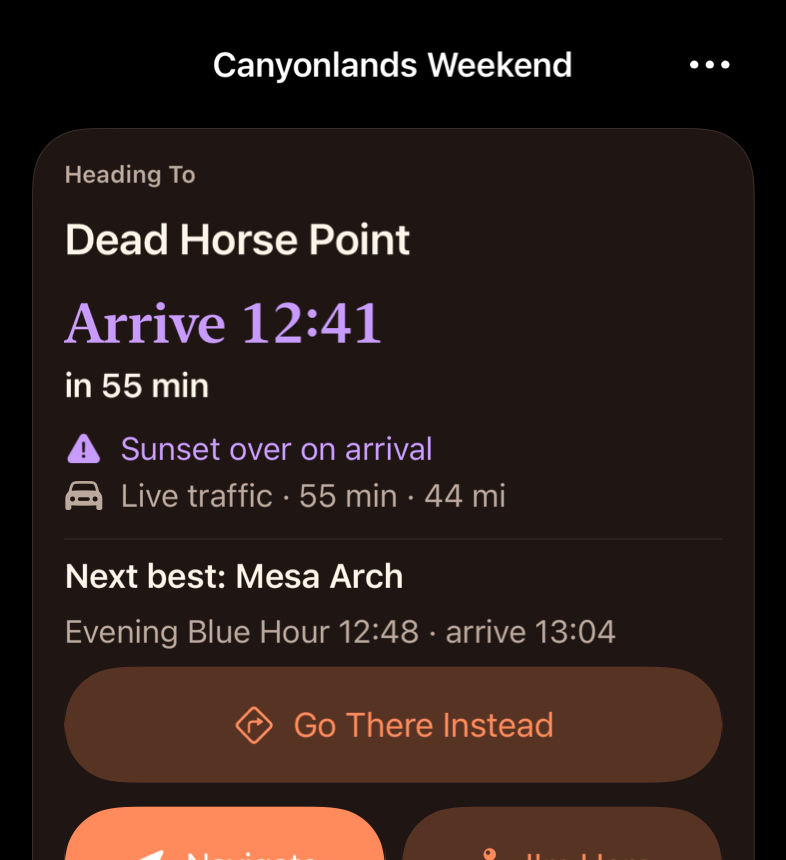 Canyonlands Weekend
Heading To
Dead Horse Point
Arrive 12:41
in 55 min
Sunset over on arrival
Live traffic · 55 min · 44 mi
Next best: Mesa Arch
Evening Blue Hour 12:48 · arrive 13:04
Go There Instead
Navigate